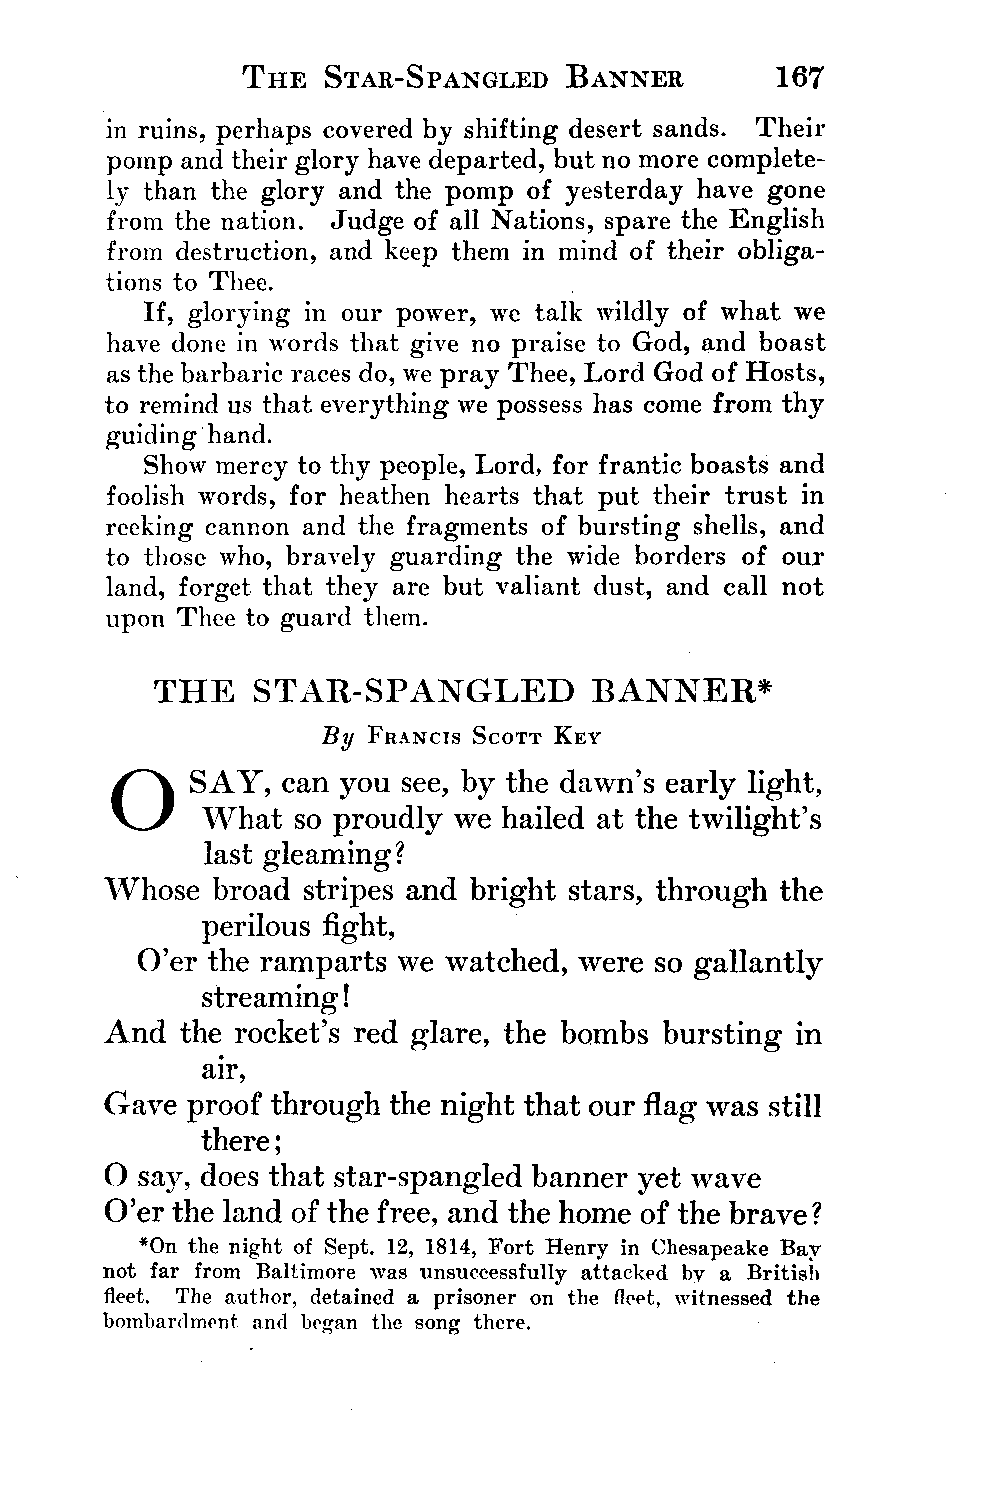 THE STAR-SPANGLED BANNER 167
in ruins, perhaps covered by shifting desert sands. Their
pomp and their glory have departed, but no more complete-
ly than the glory and the pomp of yesterday have gone
from the nation. Judge of all Nations, spare the English
from destruction, and keep them in mind of their obliga-
tions to Thee.
If, glorying in our power, we talk wildly of what we
have done in words that give no praise to God, and boast
as the barbaric races do, we pray Thee, Lord God of Hosts,
to remind us that everything we possess has come from thy
guiding hand.
Show mercy to thy people, Lord, for frantic boasts and
foolish words, for heathen hearts that put their trust in
reeking cannon and the fragments of bursting shells, and
to those who, bravely guarding the wide borders of our
land, forget that they are but valiant dust, and call not
upon Thee to guard them.
THE STAR-SPANGLED BANNER*
By FRANCIS SCOTT KEY
O SAY, can you see, by the dawn's early light,
What so proudly we hailed at the twilight's
last gleaming?
Whose broad stripes and bright stars, through the
perilous fight,
O'er the ramparts we watched, were so gallantly
streaming!
And the rocket's red glare, the bombs bursting in
air,
Gave proof through the night that our flag was still
there;
O say, does that star-spangled banner yet wave
O'er the land of the free, and the home of the brave?
*On the night of Sept. 12, 1814, Fort Henry in Chesapeake Bay
not far from Baltimore was unsuccessfully attacked by a British
fleet. The author, detained a prisoner on the fleet, witnessed the
bombardment and began the song there.